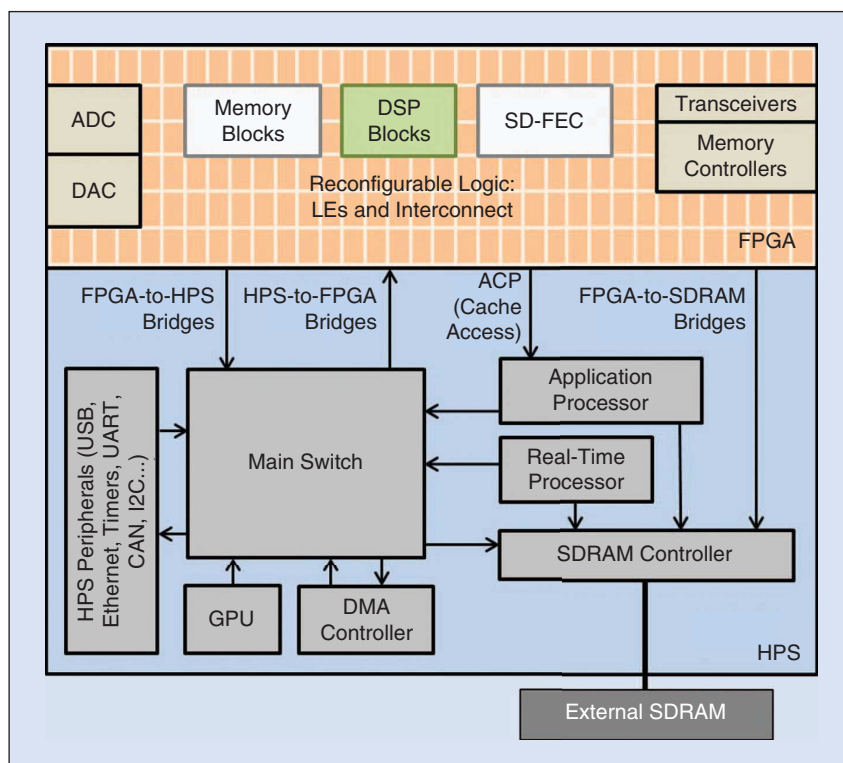 ADC
DAC
Memory
Blocks
DSP
Blocks
SD-FEC
Transceivers
Memory
Controllers
Reconfigurable Logic:
LEs and Interconnect
FPGA
FPGA-to-HPS
Bridges
HPS-to-FPGA
Bridges
ACP
(Cache
Access)
FPGA-to-SDRAM
Bridges
HPS Peripherals (USB,
Ethernet, Timers, UART,
CAN, I2C...)
Main Switch
Application
Processor
Real-Time
Processor
SDRAM Controller
GPU
DMA
Controller
HPS
External SDRAM